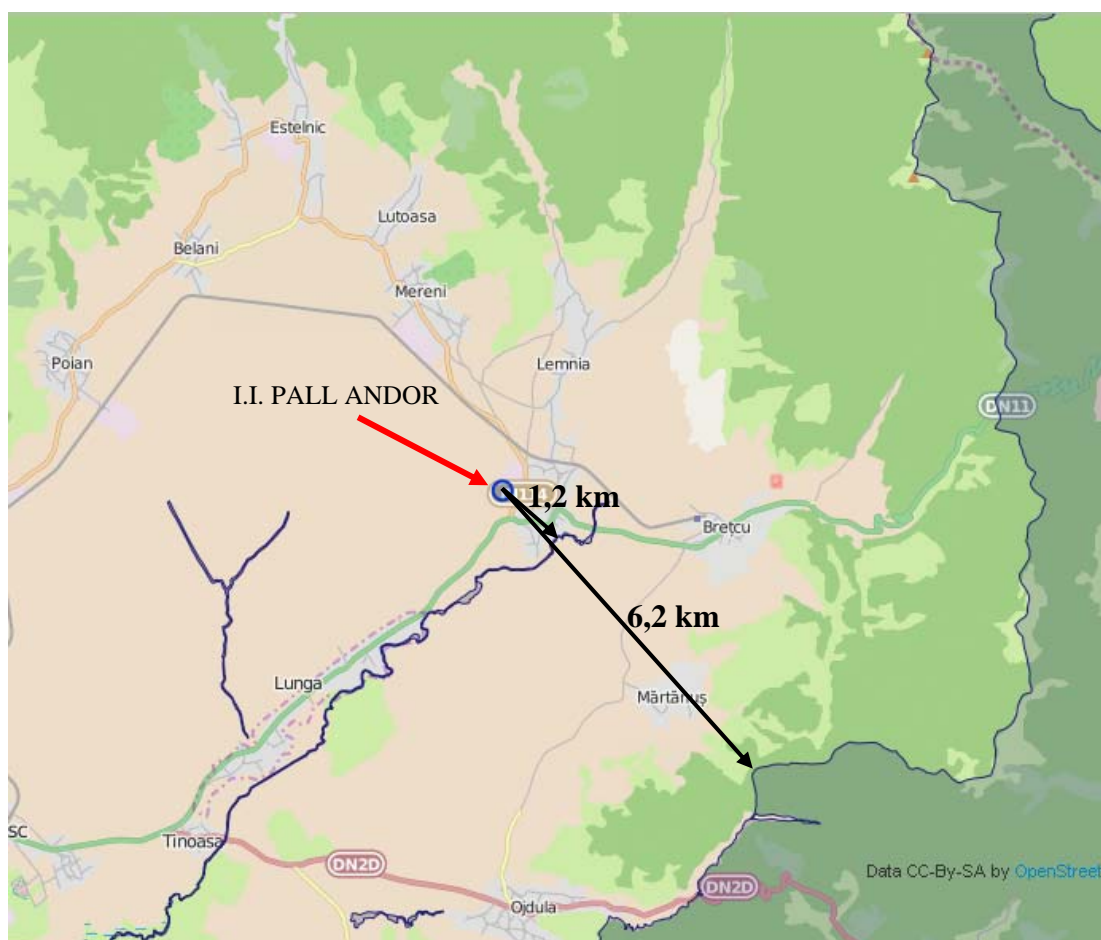 Estelnic
Lutoasa
Belani
Mereni
Poian
Lemnia
I.I. PALL ANDOR
DN11
1,2 km
Brețcu
6,2 km
Lunga
Mărtănuș
sc
Tinoasa
DN2D
Data CC-By-SA by OpenStreet
DN2D
Ojdula